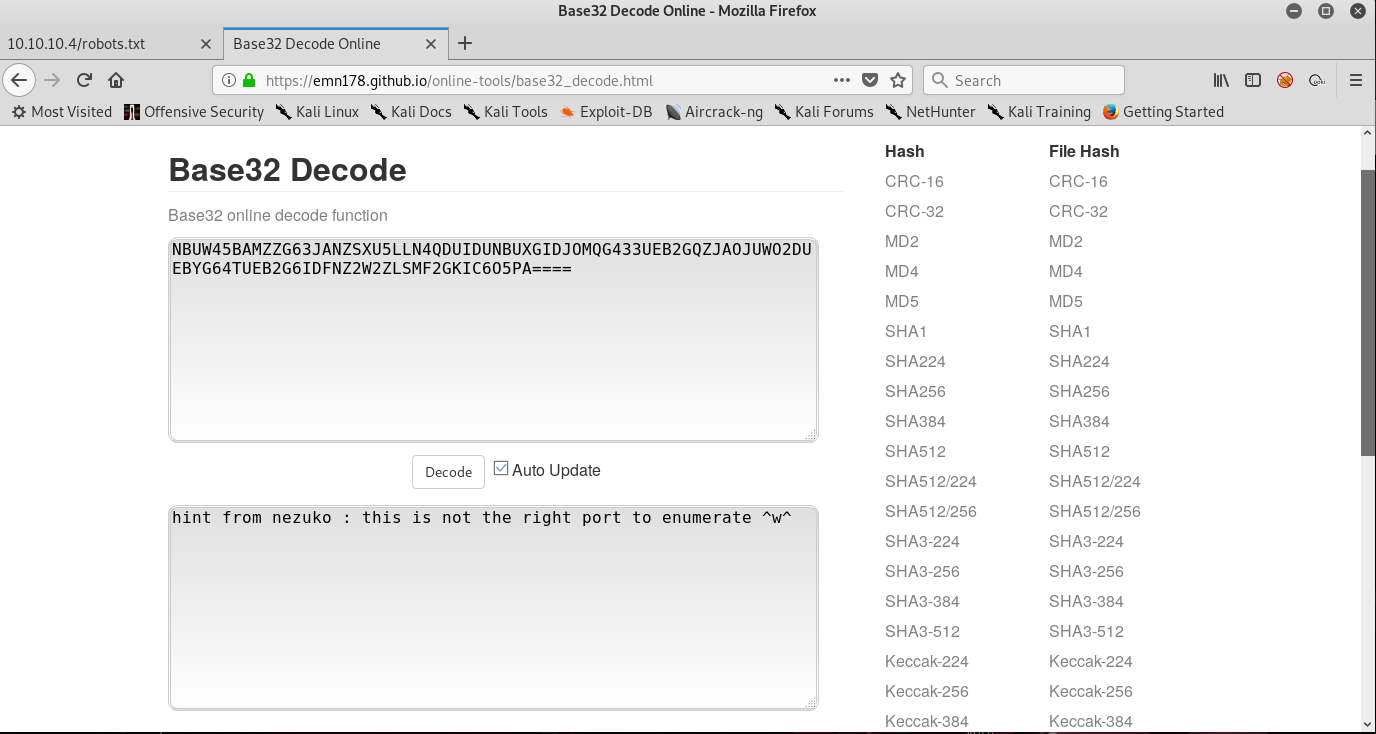 Base32 Decode Online - Mozilla Firefox
10.10.10.4/robots.txt
Base32 Decode Online
https://emn178.github.io/online-tools/base32_decode.html
Search
Most Visited
Offensive Security
Kali Linux
Kali Docs
Kali Tools
Exploit-DB
Aircrack-ng
Kali Forums
NetHunter
Kali Training
Getting Started
Base32 Decode
Base32 online decode function
NBUW45BAMZZG63JANZSXU5LLN4QDUIDUNBUXGIDJOMQG433UEB2GQZJAOJUWO2DU
EBYG64TUEB2G6IDFNZ2W2ZLSMF2GKIC6O5PA====
Decode
Auto Update
hint from nezuko : this is not the right port to enumerate ^w^
Hash
CRC-16
CRC-32
MD2
MD4
MD5
SHA1
SHA224
SHA256
SHA384
SHA512
SHA512/224
SHA512/256
SHA3-224
SHA3-256
SHA3-384
SHA3-512
Keccak-224
Keccak-256
Keccak-384
File Hash
CRC-16
CRC-32
MD2
MD4
MD5
SHA1
SHA224
SHA256
SHA384
SHA512
SHA512/224
SHA512/256
SHA3-224
SHA3-256
SHA3-384
SHA3-512
Keccak-224
Keccak-256
Keccak-384